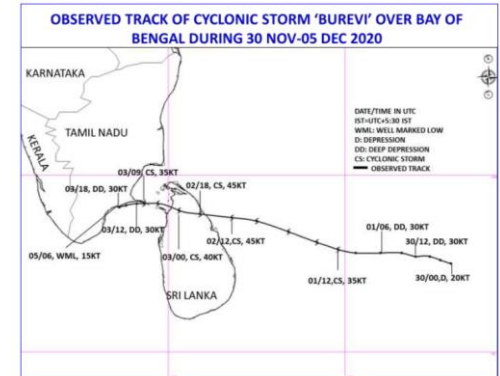 OBSERVED TRACK OF CYCLONIC STORM ‘BUREVI’ OVER BAY OF
BENGAL DURING 30 NOV-05 DEC 2020
KARNATAKA
DATE/TIME IN UTC
IST=UTC+5:30 IST
WML: WELL MARKED LOW
D: DEPRESSION
DD: DEEP DEPRESSION
CS: CYCLONIC STORM
OBSERVED TRACK
TAMIL NADU
KERALA
03/09, CS, 35KT
03/18, DD, 30KT
02/18, CS, 45KT
01/06, DD, 30KT
03/12, DD, 30KT
02/12,CS, 45KT
30/12, DD, 30KT
05/06, WML, 15KT
03/00, CS, 40KT
01/12,CS, 35KT
30/00,D, 20KT
SRI LANKA